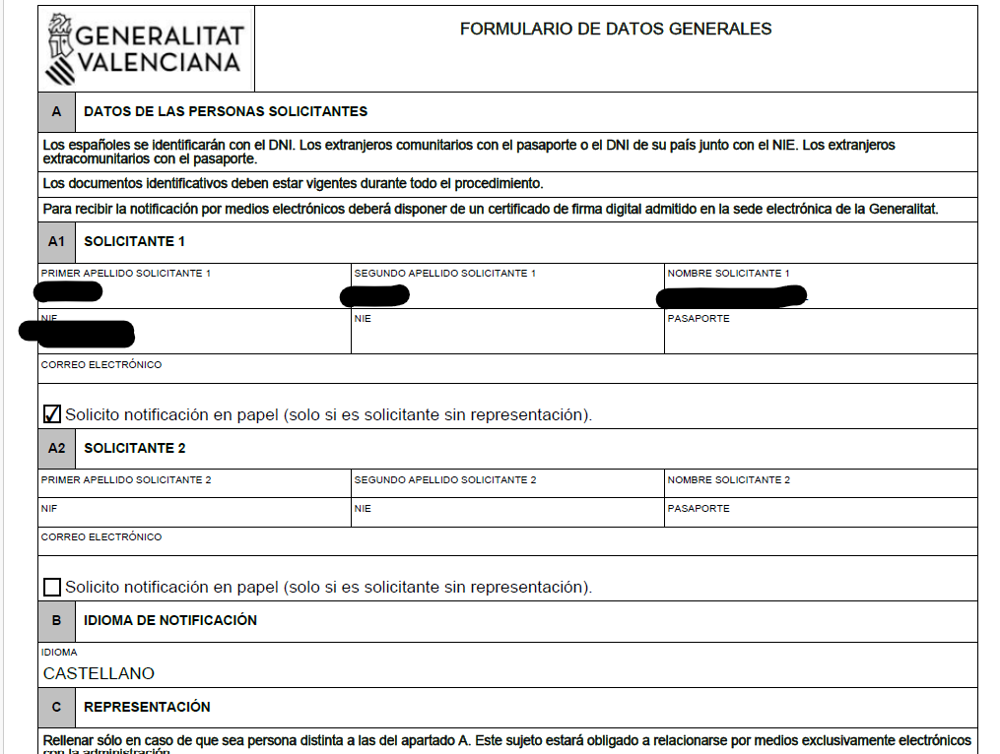 GENERALITAT
VALENCIANA
FORMULARIO DE DATOS GENERALES
A DATOS DE LAS PERSONAS SOLICITANTES
Los españoles se identificarán con el DNI. Los extranjeros comunitarios con el pasaporte o el DNI de su país junto con el NIE. Los extranjeros
extracomunitarios con el pasaporte.
Los documentos identificativos deben estar vigentes durante todo el procedimiento.
Para recibir la notificación por medios electrónicos deberá disponer de un certificado de firma digital admitido en la sede electrónica de la Generalitat.
A1 SOLICITANTE 1
PRIMER APELLIDO SOLICITANTE 1 SEGUNDO APELLIDO SOLICITANTE 1 NOMBRE SOLICITANTE 1
NIF NIE PASAPORTE
CORREO ELECTRÓNICO
Solicito notificación en papel (solo si es solicitante sin representación).
A2 SOLICITANTE 2
PRIMER APELLIDO SOLICITANTE 2 SEGUNDO APELLIDO SOLICITANTE 2 NOMBRE SOLICITANTE 2
NIF NIE PASAPORTE
CORREO ELECTRÓNICO
Solicito notificación en papel (solo si es solicitante sin representación).
B IDIOMA DE NOTIFICACIÓN
IDIOMA
CASTELLANO
C REPRESENTACIÓN
Rellenar sólo en caso de que sea persona distinta a las del apartado A. Este sujeto estará obligado a relacionarse por medios exclusivamente electrónicos
con la administración.